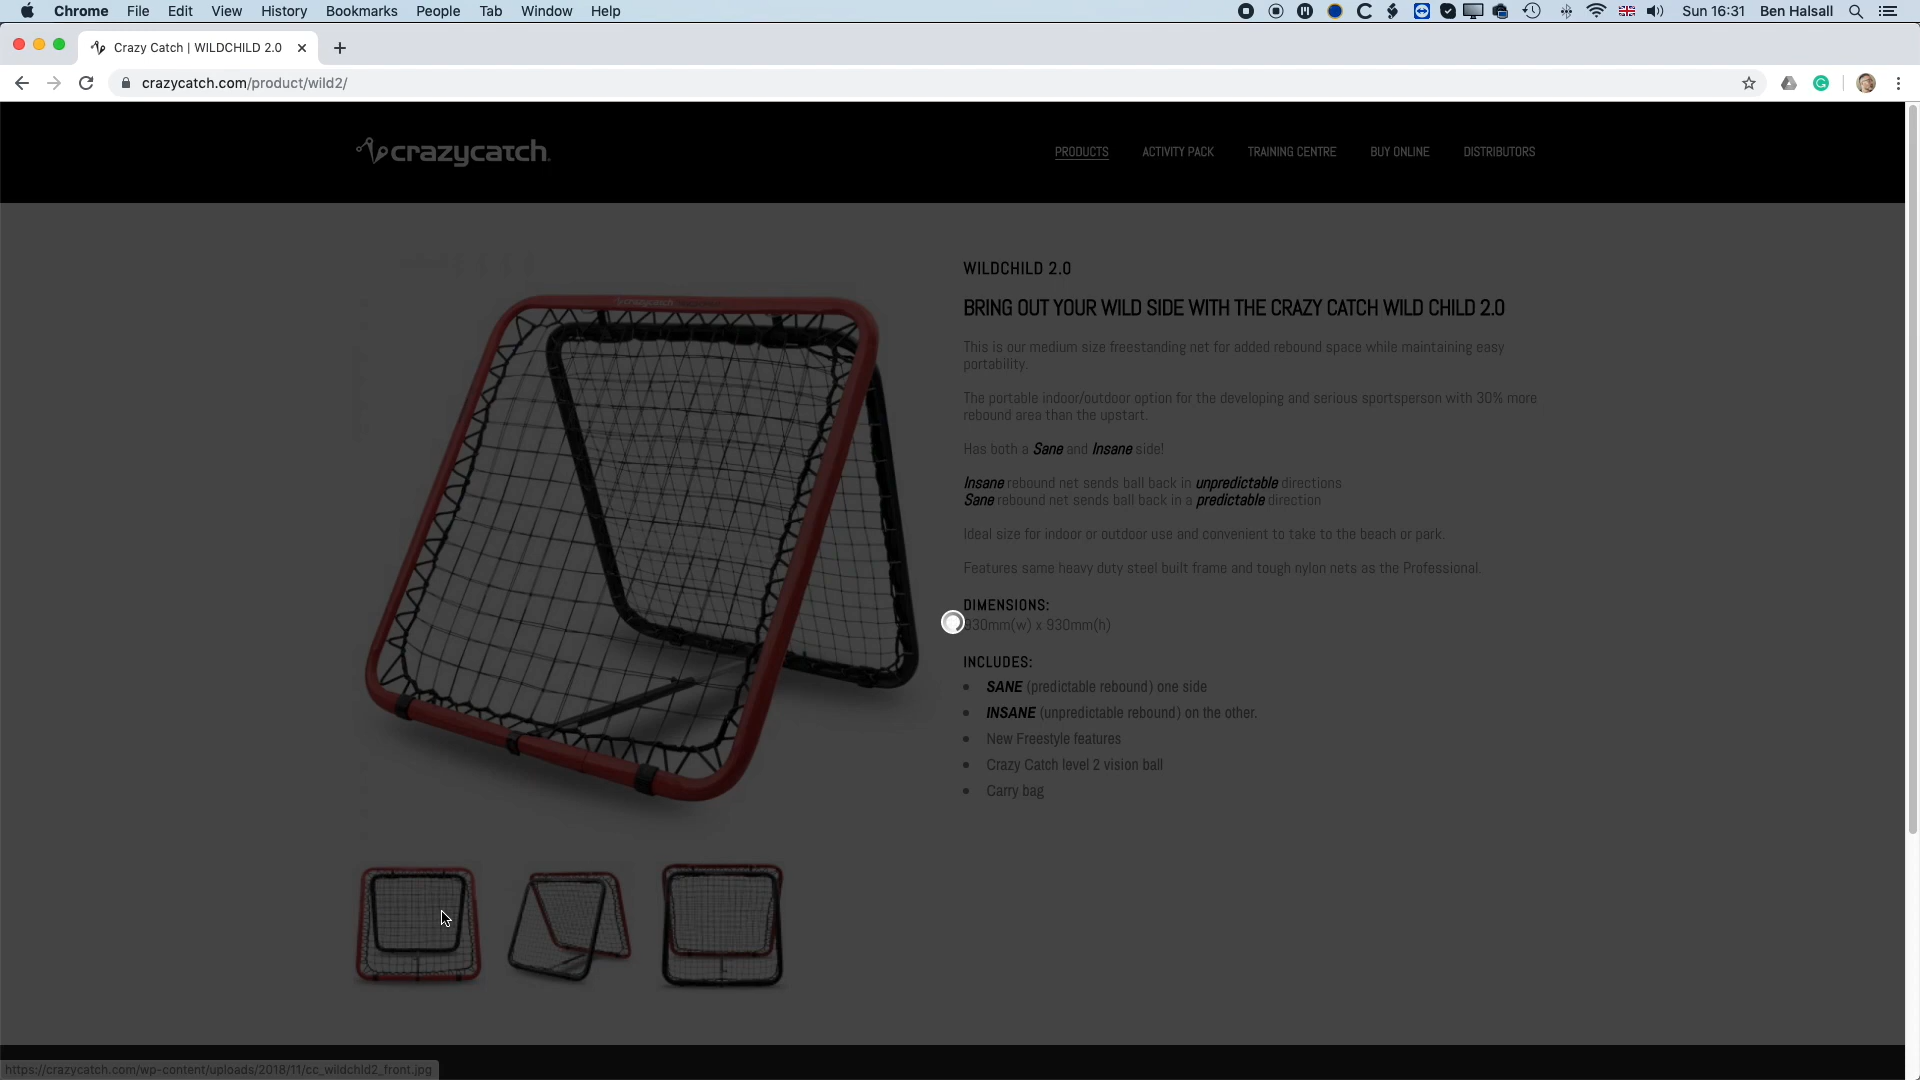 Chrome File Edit View History Bookmarks People Tab Window Help
Sun 16:31 Ben Halsall
Crazy Catch | WILDCHILD 2.0
crazycatch.com/product/wild2/
crazycatch
PRODUCTS ACTIVITY PACK TRAINING CENTRE BUY ONLINE DISTRIBUTORS
crazycatch
WILDCHILD 2.0
BRING OUT YOUR WILD SIDE WITH THE CRAZY CATCH WILD CHILD 2.0
This is our medium size freestanding net for added rebound space while maintaining easy
portability.
The portable indoor/outdoor option for the developing and serious sportsperson with 30% more
rebound area than the upstart.
Has both a Sane and Insane side!
Insane rebound net sends ball back in unpredictable directions
Sane rebound net sends ball back in a predictable direction
Ideal size for indoor or outdoor use and convenient to take to the beach or park.
Features same heavy duty steel built frame and tough nylon nets as the Professional.
DIMENSIONS:
930mm(w) x 930mm(h)
INCLUDES:
SANE (predictable rebound) one side
INSANE (unpredictable rebound) on the other.
New Freestyle features
Crazy Catch level 2 vision ball
Carry bag
https://crazycatch.com/wp-content/uploads/2018/11/cc_wildchld2_front.jpg